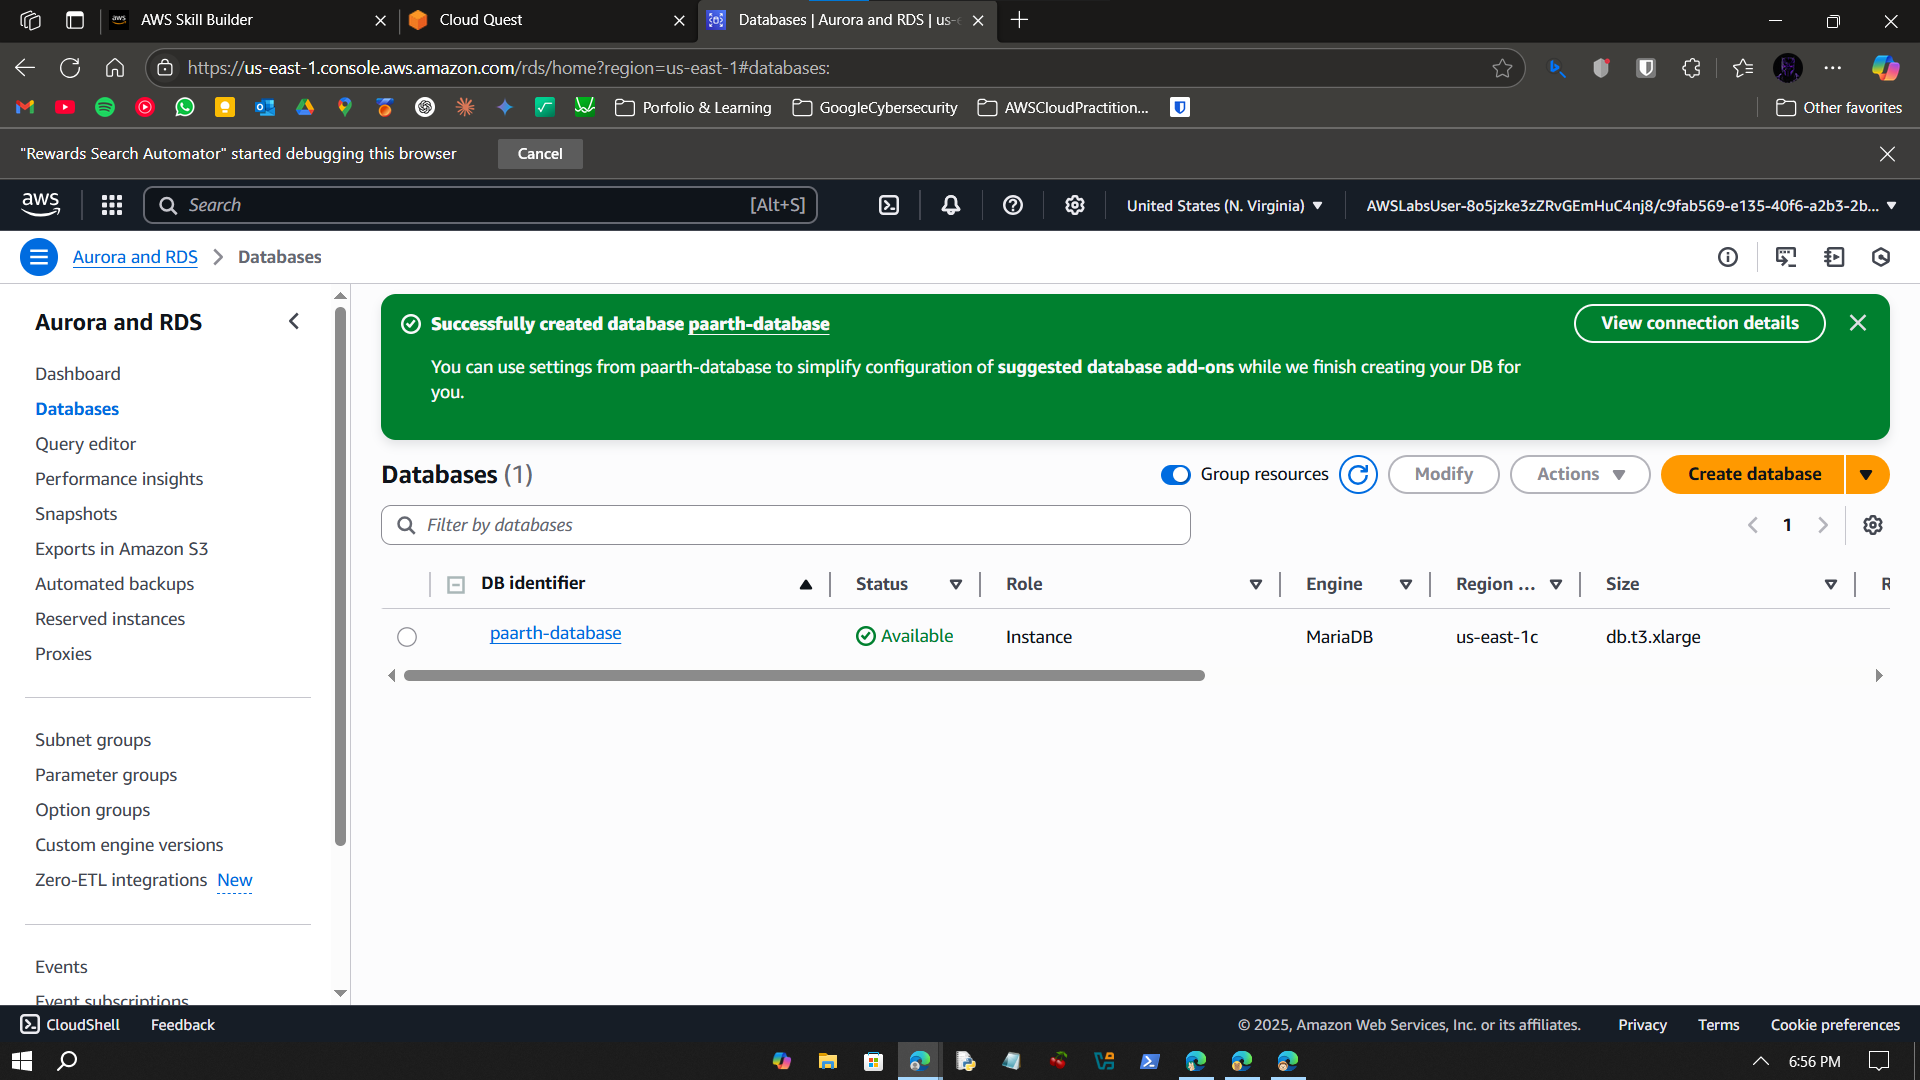 AWS Skill Builder
Cloud Quest
Databases | Aurora and RDS | us-e
https://us-east-1.console.aws.amazon.com/rds/home?region=us-east-1#databases:
Porfolio & Learning
GoogleCybersecurity
AWSCloudPractition...
Other favorites
"Rewards Search Automator" started debugging this browser
Cancel
aws
Search
[Alt+S]
United States (N. Virginia)
AWSLabsUser-8o5jzke3zZRvGEmHuC4nj8/c9fab569-e135-40f6-a2b3-2b...
Aurora and RDS
Databases
Aurora and RDS
Dashboard
Databases
Query editor
Performance insights
Snapshots
Exports in Amazon S3
Automated backups
Reserved instances
Proxies
Subnet groups
Parameter groups
Option groups
Custom engine versions
Zero-ETL integrations New
Events
Event subscriptions
Successfully created database paarth-database
View connection details
You can use settings from paarth-database to simplify configuration of suggested database add-ons while we finish creating your DB for
you.
Databases (1)
Group resources
Modify
Actions
Create database
Filter by databases
1
DB identifier
Status
Role
Engine
Region ...
Size
R
paarth-database
Available
Instance
MariaDB
us-east-1c
db.t3.xlarge
CloudShell
Feedback
© 2025, Amazon Web Services, Inc. or its affiliates.
Privacy
Terms
Cookie preferences
6:56 PM